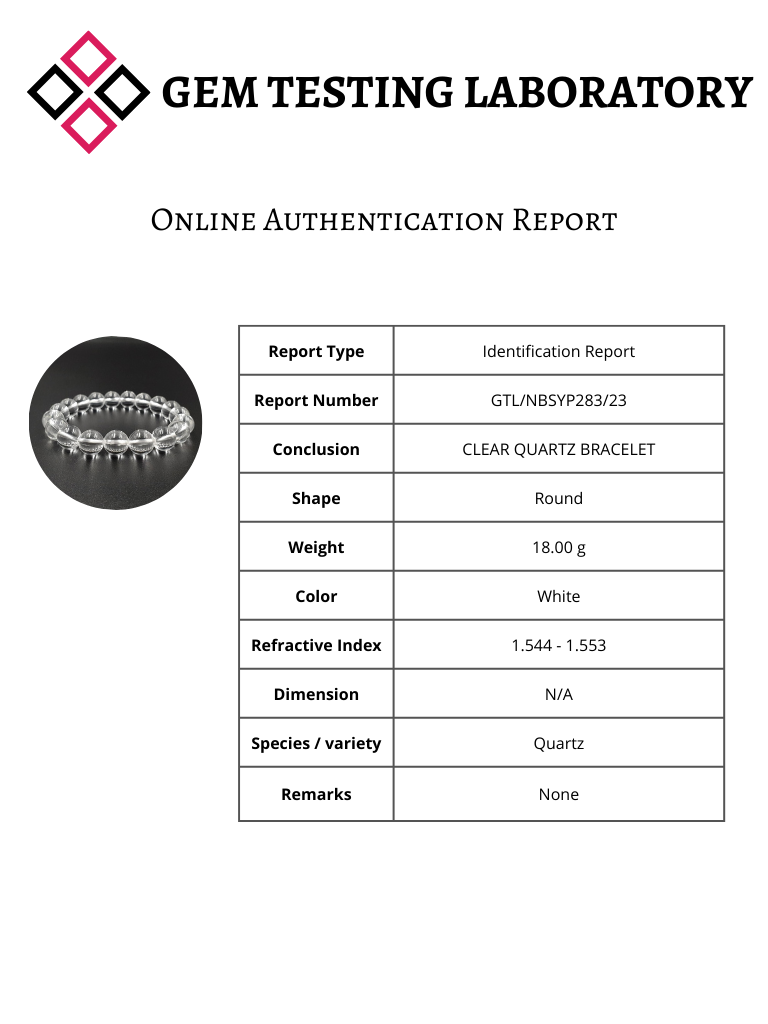 GEM TESTING LABORATORY
Online Authentication Report
Report Type Identification Report
Report Number GTL/NBSYP283/23
Conclusion CLEAR QUARTZ BRACELET
Shape Round
Weight 18.00 g
Color White
Refractive Index 1.544 - 1.553
Dimension N/A
Species / variety Quartz
Remarks None